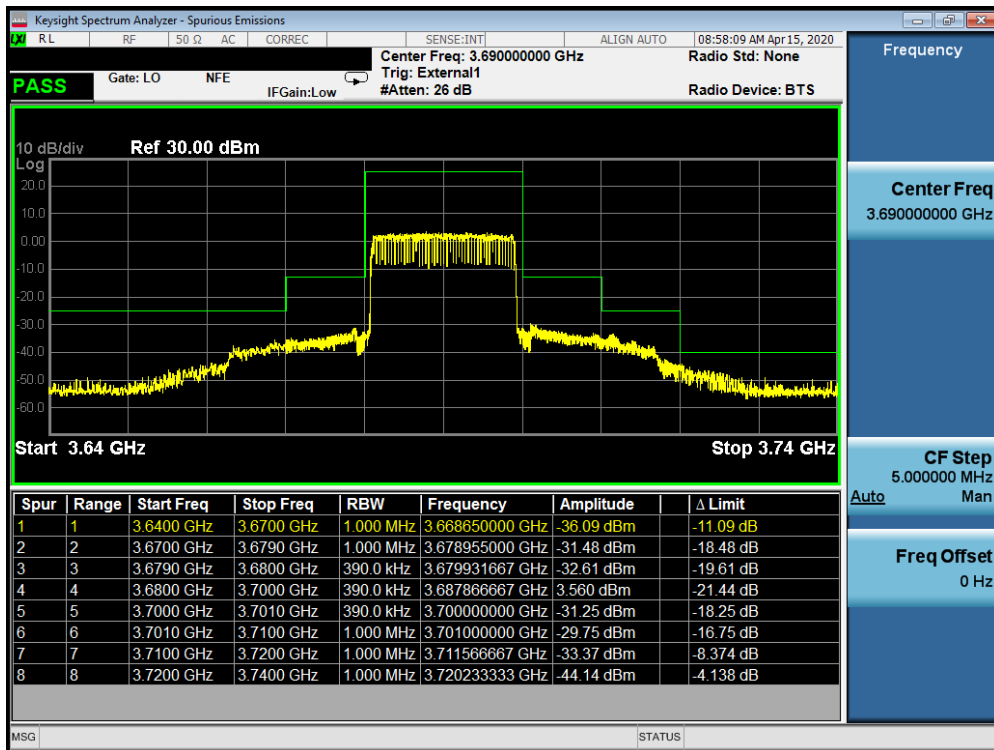 Keysight Spectrum Analyzer - Spurious Emissions
LXI RL RF 50 Ω AC CORREC SENSE:INT ALIGN AUTO 08:58:09 AM Apr 15, 2020
Center Freq: 3.690000000 GHz Radio Std: None
PASS Gate: LO NFE Trig: External1
IFGain:Low #Atten: 26 dB Radio Device: BTS
Frequency
10 dB/div Ref 30.00 dBm
Log
20.0
10.0
0.00
-10.0
-20.0
-30.0
-40.0
-50.0
-60.0
Start 3.64 GHz Stop 3.74 GHz
Center Freq
3.690000000 GHz
CF Step
5.000000 MHz
Auto Man
Freq Offset
0 Hz
Spur Range Start Freq Stop Freq RBW Frequency Amplitude Δ Limit
1 1 3.6400 GHz 3.6700 GHz 1.000 MHz 3.668650000 GHz -36.09 dBm -11.09 dB
2 2 3.6700 GHz 3.6790 GHz 1.000 MHz 3.678955000 GHz -31.48 dBm -18.48 dB
3 3 3.6790 GHz 3.6800 GHz 390.0 kHz 3.679931667 GHz -32.61 dBm -19.61 dB
4 4 3.6800 GHz 3.7000 GHz 390.0 kHz 3.687866667 GHz 3.560 dBm -21.44 dB
5 5 3.7000 GHz 3.7010 GHz 390.0 kHz 3.700000000 GHz -31.25 dBm -18.25 dB
6 6 3.7010 GHz 3.7100 GHz 1.000 MHz 3.701000000 GHz -29.75 dBm -16.75 dB
7 7 3.7100 GHz 3.7200 GHz 1.000 MHz 3.711566667 GHz -33.37 dBm -8.374 dB
8 8 3.7200 GHz 3.7400 GHz 1.000 MHz 3.720233333 GHz -44.14 dBm -4.138 dB
MSG STATUS